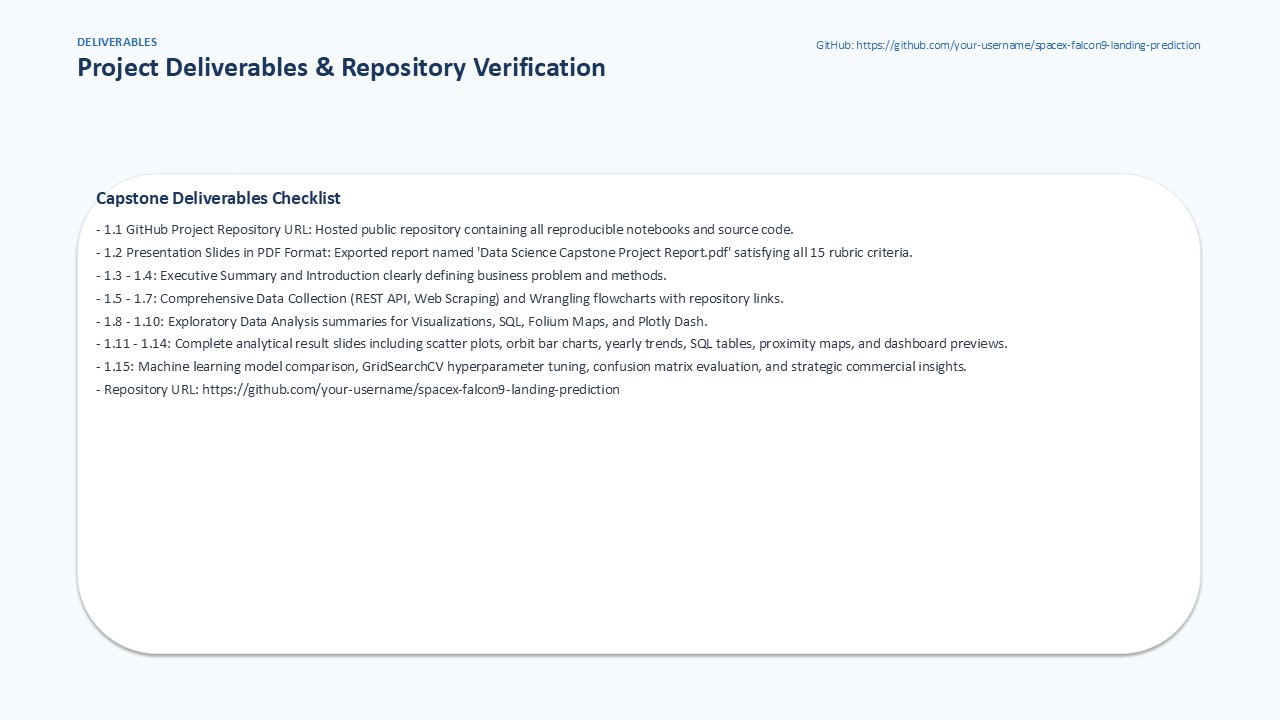 DELIVERABLES
Project Deliverables & Repository Verification
GitHub: https://github.com/your-username/spacex-falcon9-landing-prediction
Capstone Deliverables Checklist
- 1.1 GitHub Project Repository URL: Hosted public repository containing all reproducible notebooks and source code.
- 1.2 Presentation Slides in PDF Format: Exported report named 'Data Science Capstone Project Report.pdf' satisfying all 15 rubric criteria.
- 1.3 - 1.4: Executive Summary and Introduction clearly defining business problem and methods.
- 1.5 - 1.7: Comprehensive Data Collection (REST API, Web Scraping) and Wrangling flowcharts with repository links.
- 1.8 - 1.10: Exploratory Data Analysis summaries for Visualizations, SQL, Folium Maps, and Plotly Dash.
- 1.11 - 1.14: Complete analytical result slides including scatter plots, orbit bar charts, yearly trends, SQL tables, proximity maps, and dashboard previews.
- 1.15: Machine learning model comparison, GridSearchCV hyperparameter tuning, confusion matrix evaluation, and strategic commercial insights.
- Repository URL: https://github.com/your-username/spacex-falcon9-landing-prediction